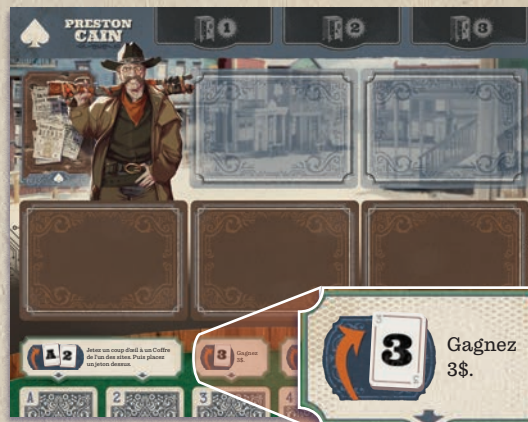 PRESTON
CAIN
1
2
3
A 2
Jetez un coup d'œil à un Coffre
de l'un des sites. Puis placez
un jeton dessus.
3
Gagnez
3$.
3
Gagnez
3$.
A
2
3
4